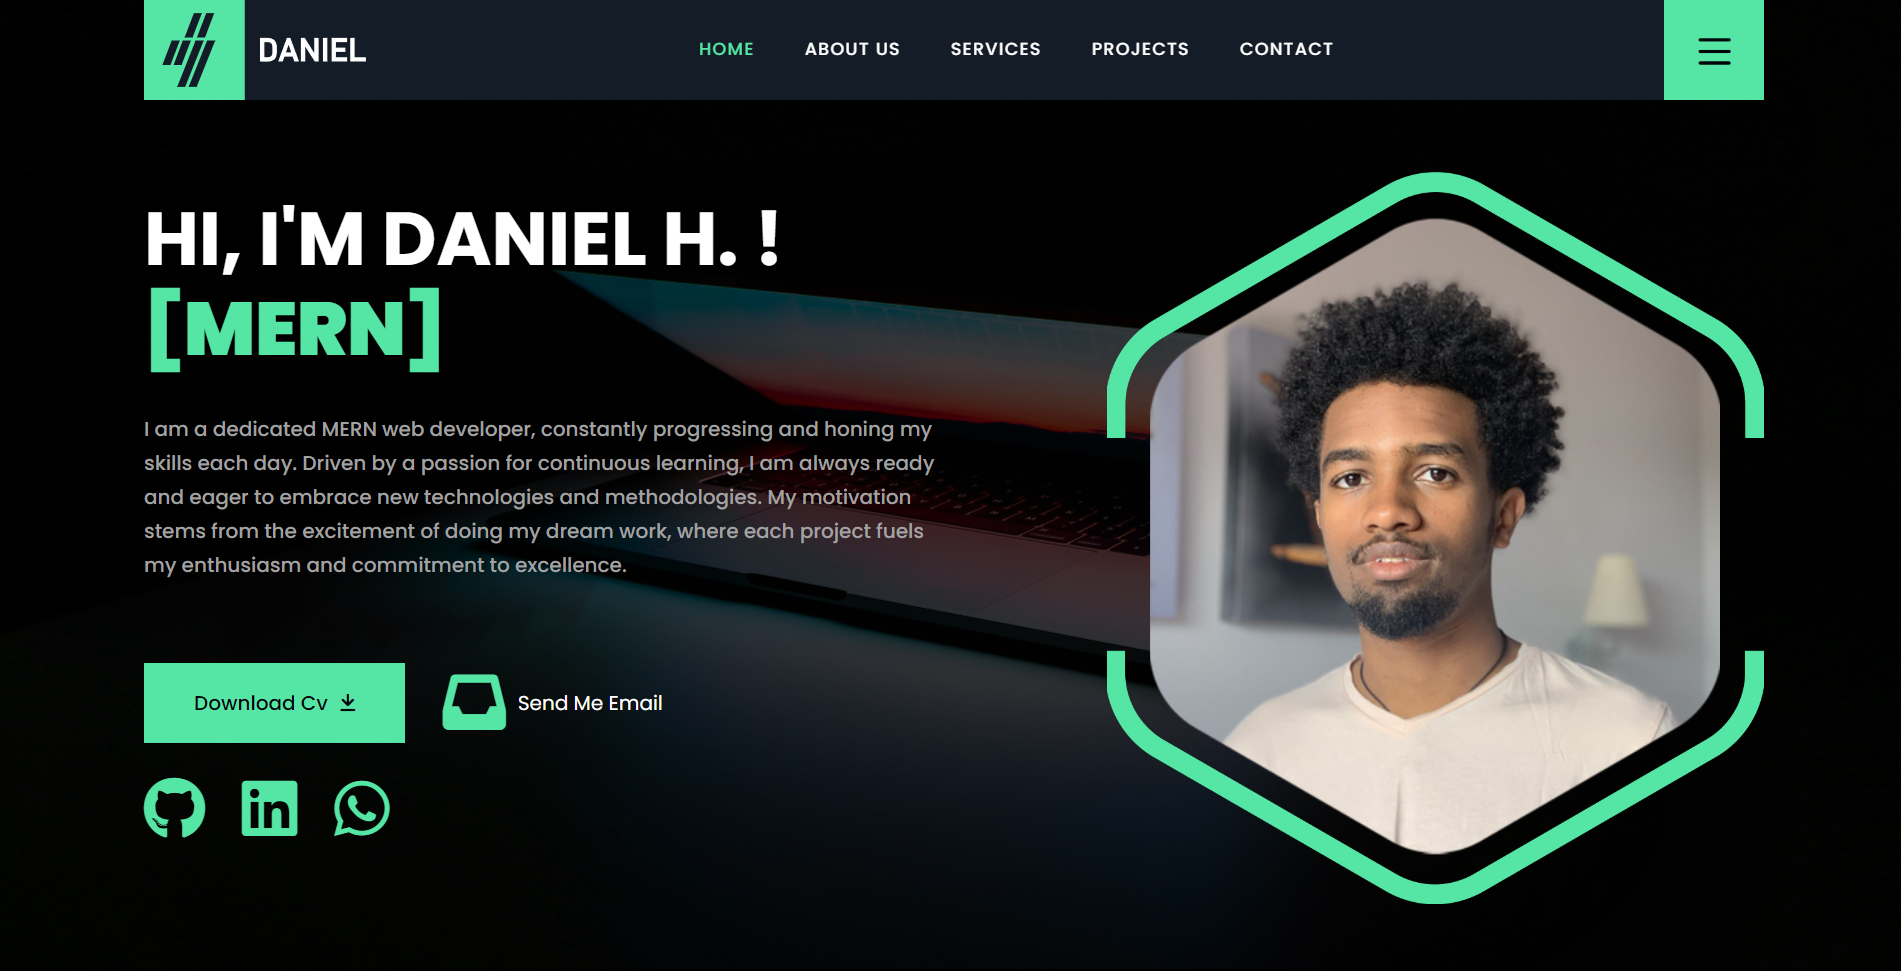 DANIEL
HOME
ABOUT US
SERVICES
PROJECTS
CONTACT
HI, I'M DANIEL H. !
[MERN]
I am a dedicated MERN web developer, constantly progressing and honing my
skills each day. Driven by a passion for continuous learning, I am always ready
and eager to embrace new technologies and methodologies. My motivation
stems from the excitement of doing my dream work, where each project fuels
my enthusiasm and commitment to excellence.
Download Cv
Send Me Email
in